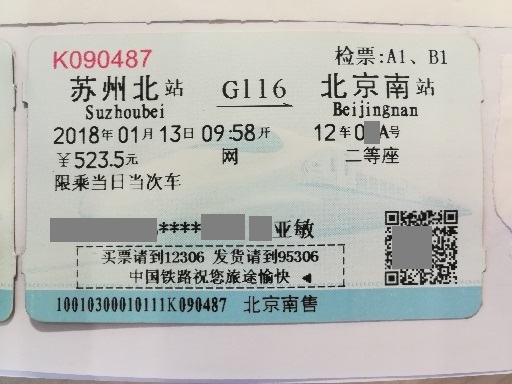 K090487 检票:A1、B1
苏州北站 G116 北京南站
Suzhoubei Beijingnan
2018年01月13日09:58开 12车0 A号
¥523.5元 网 二等座
限乘当日当次车
**** 亚敏
买票请到12306 发货请到95306
中国铁路祝您旅途愉快
10010300010111K090487 北京南售